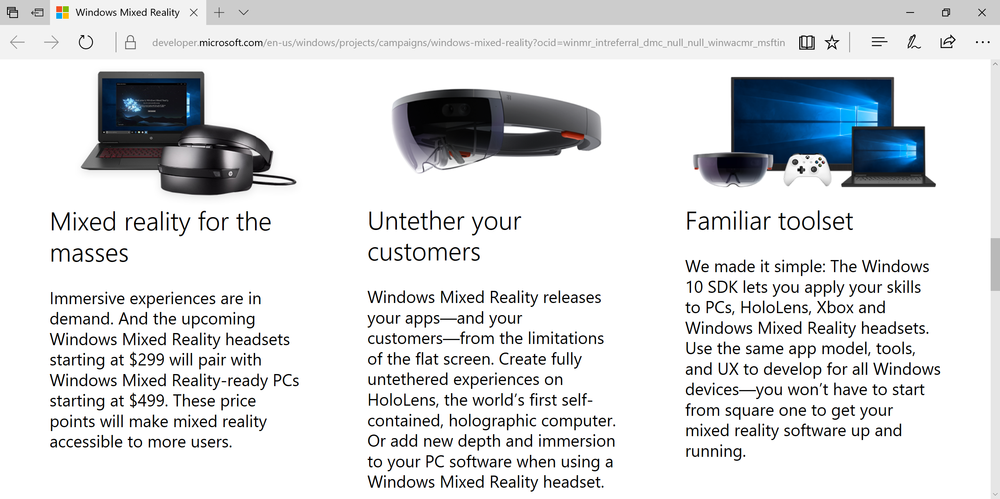 Windows Mixed Reality
developer.microsoft.com/en-us/windows/projects/campaigns/windows-mixed-reality?ocid=winmr_intreferral_dmc_null_null_winwacmr_msftin
Welcome to Windows Mixed Reality
Mixed reality for the
masses
Immersive experiences are in
demand. And the upcoming
Windows Mixed Reality headsets
starting at $299 will pair with
Windows Mixed Reality-ready PCs
starting at $499. These price
points will make mixed reality
accessible to more users.
Untether your
customers
Windows Mixed Reality releases
your apps—and your
customers—from the limitations
of the flat screen. Create fully
untethered experiences on
HoloLens, the world’s first self-
contained, holographic computer.
Or add new depth and immersion
to your PC software when using a
Windows Mixed Reality headset.
Familiar toolset
We made it simple: The Windows
10 SDK lets you apply your skills
to PCs, HoloLens, Xbox and
Windows Mixed Reality headsets.
Use the same app model, tools,
and UX to develop for all Windows
devices—you won’t have to start
from square one to get your
mixed reality software up and
running.